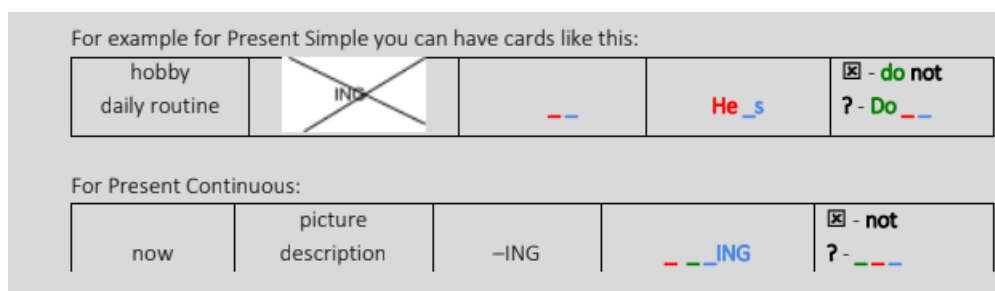 For example for Present Simple you can have cards like this:
hobby
daily routine
ING
_ _
He _s
☒ - do not
? - Do _ _
For Present Continuous:
now
picture
description
–ING
_ _ _ING
☒ - not
? - _ _ _